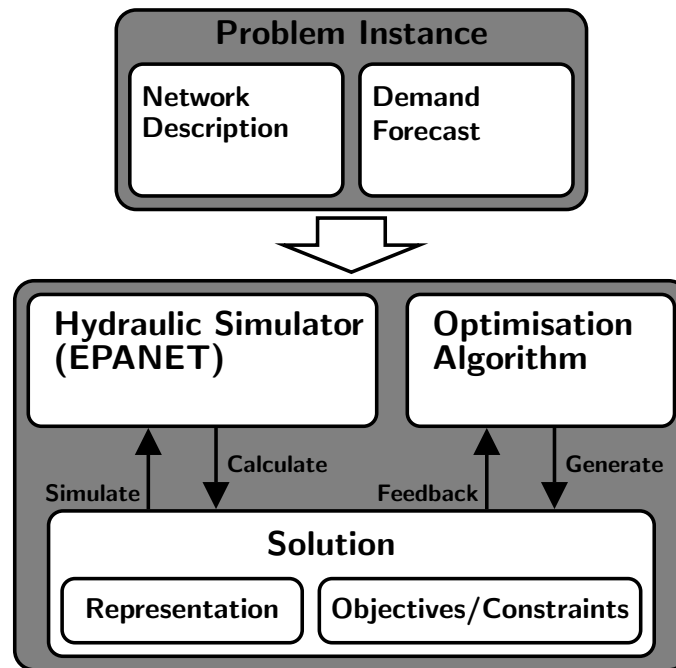 Problem Instance
Network
Description
Demand
Forecast
Hydraulic Simulator
(EPANET)
Optimisation
Algorithm
Simulate
Calculate
Feedback
Generate
Solution
Representation
Objectives/Constraints